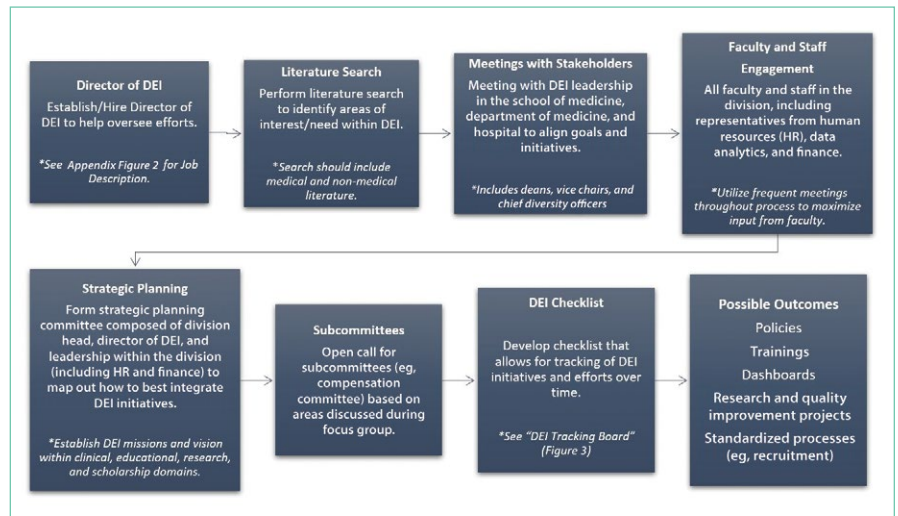 Director of DEI
Establish/Hire Director of
DEI to help oversee efforts.
*See Appendix Figure 2 for Job
Description.
Literature Search
Perform literature search
to identify areas of
interest/need within DEI.
*Search should include
medical and non-medical
literature.
Meetings with Stakeholders
Meeting with DEI leadership
in the school of medicine,
department of medicine, and
hospital to align goals and
initiatives.
*Includes deans, vice chairs, and
chief diversity officers
Faculty and Staff
Engagement
All faculty and staff in the
division, including
representatives from human
resources (HR), data
analytics, and finance.
*Utilize frequent meetings
throughout process to maximize
input from faculty.
Strategic Planning
Form strategic planning
committee composed of division
head, director of DEI, and
leadership within the division
(including HR and finance) to
map out how to best integrate
DEI initiatives.
*Establish DEI missions and vision
within clinical, educational, research,
and scholarship domains.
Subcommittees
Open call for
subcommittees (eg,
compensation
committee) based on
areas discussed during
focus group.
DEI Checklist
Develop checklist that
allows for tracking of DEI
initiatives and efforts over
time.
*See "DEI Tracking Board"
(Figure 3)
Possible Outcomes
Policies
Trainings
Dashboards
Research and quality
improvement projects
Standardized processes
(eg, recruitment)